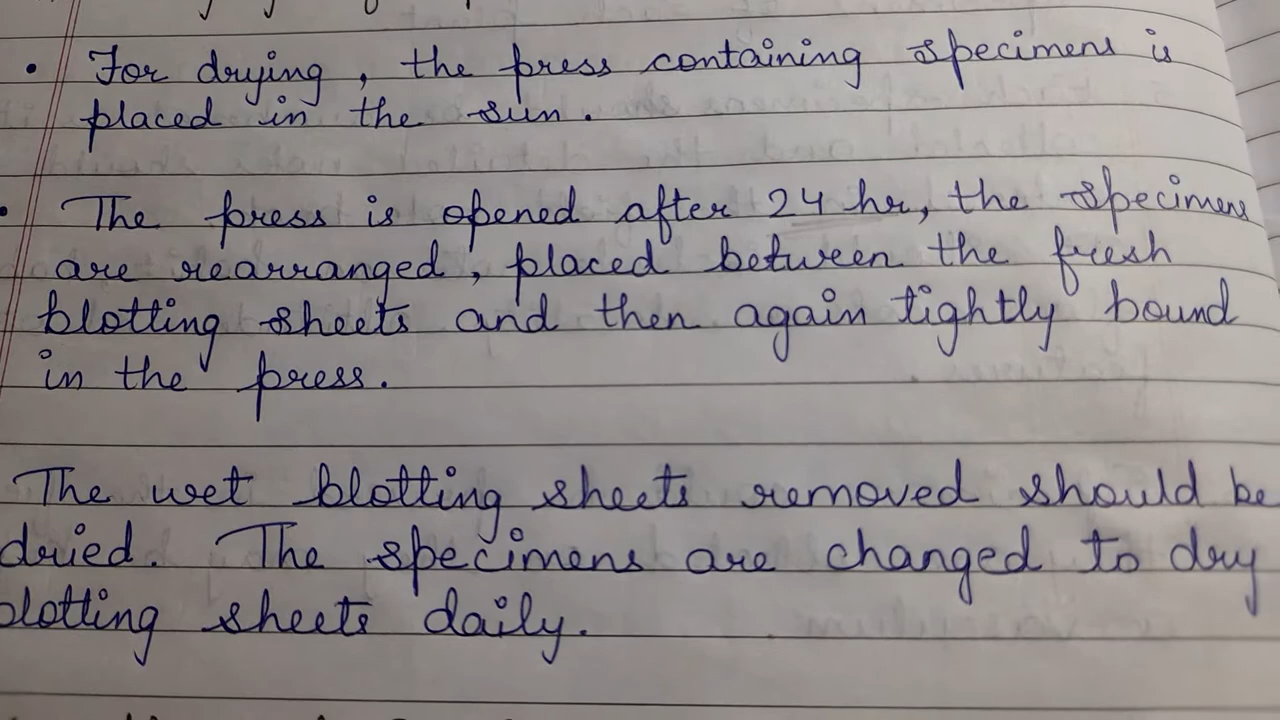 • For drying, the press containing specimens is
placed in the sun.
• The press is opened after 24 hr, the specimens
are rearranged, placed between the fresh
blotting sheets and then again tightly bound
in the press.
The wet blotting sheets removed should be
dried. The specimens are changed to dry
blotting sheets daily.